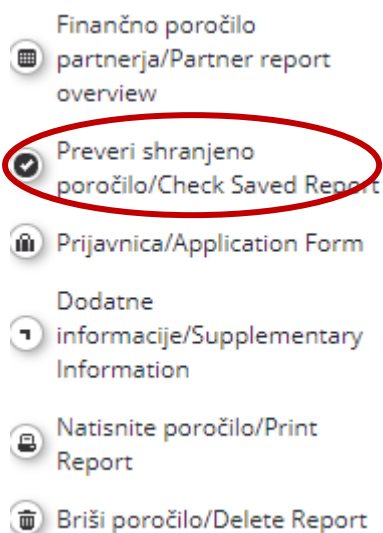 Finančno poročilo
partnerja/Partner report
overview
Preveri shranjeno
poročilo/Check Saved Report
Prijavnica/Application Form
Dodatne
informacije/Supplementary
Information
Natisnite poročilo/Print
Report
Briši poročilo/Delete Report